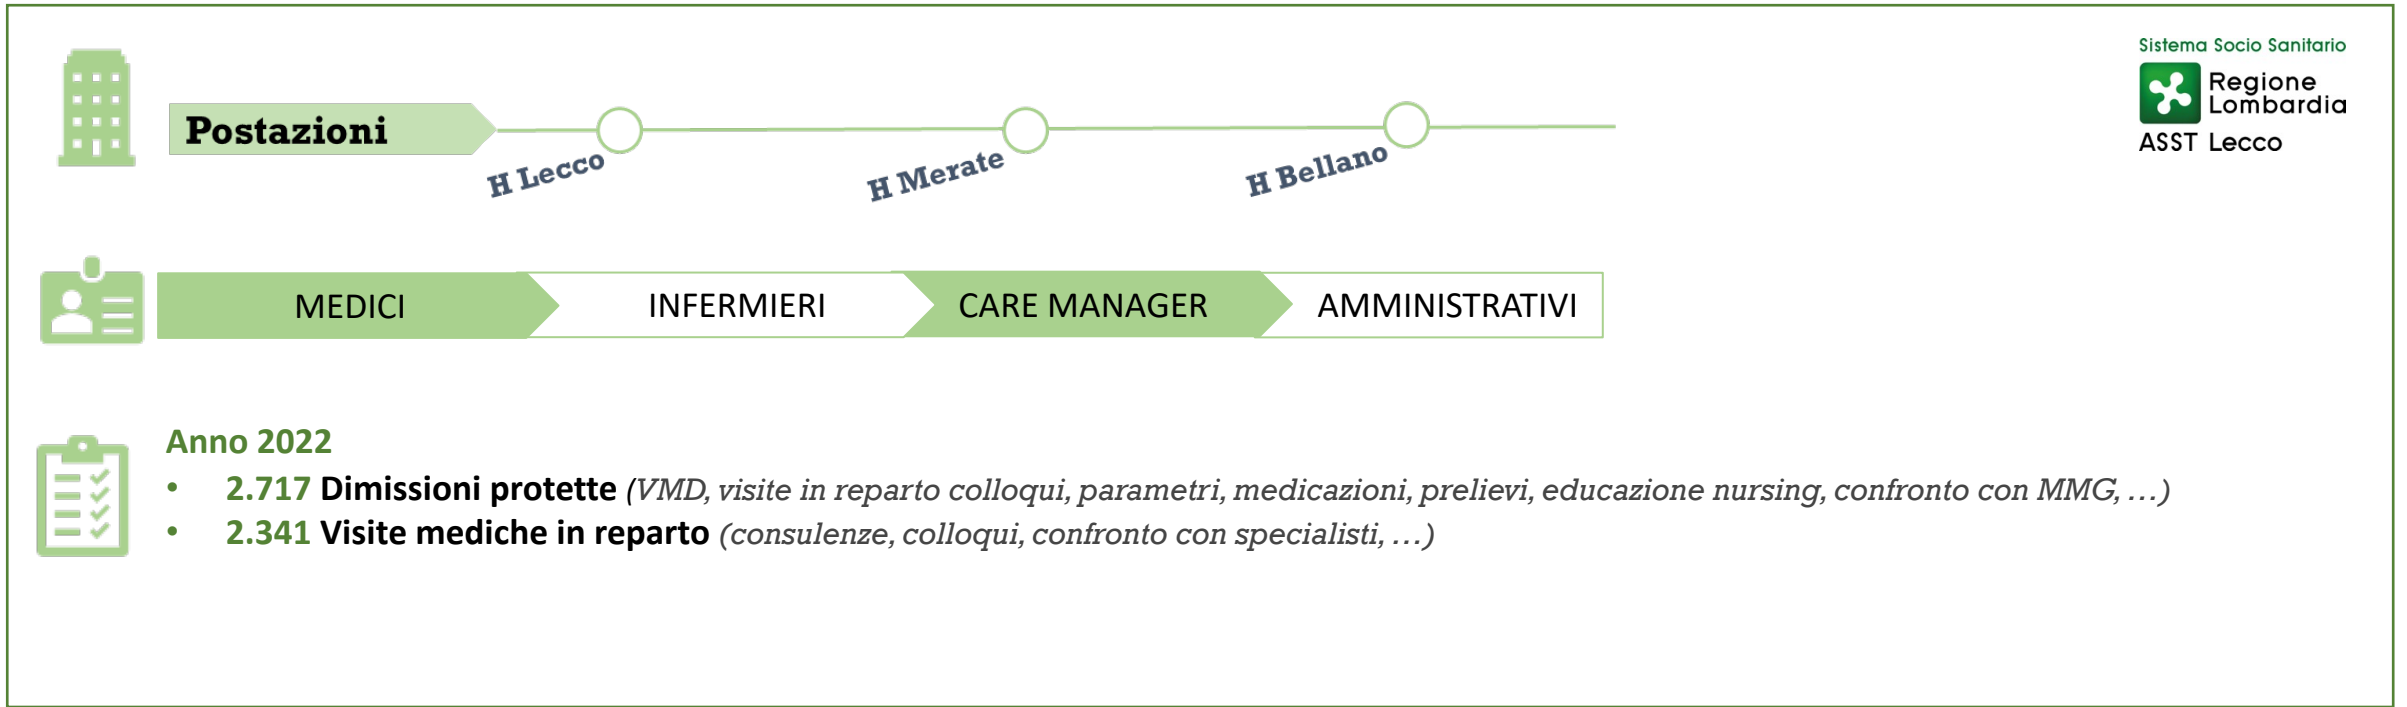 Sistema Socio Sanitario
Regione
Lombardia
ASST Lecco
Postazioni
H Lecco
H Merate
H Bellano
MEDICI
INFERMIERI
CARE MANAGER
AMMINISTRATIVI
Anno 2022
• 2.717 Dimissioni protette (VMD, visite in reparto colloqui, parametri, medicazioni, prelievi, educazione nursing, confronto con MMG, …)
• 2.341 Visite mediche in reparto (consulenze, colloqui, confronto con specialisti, …)